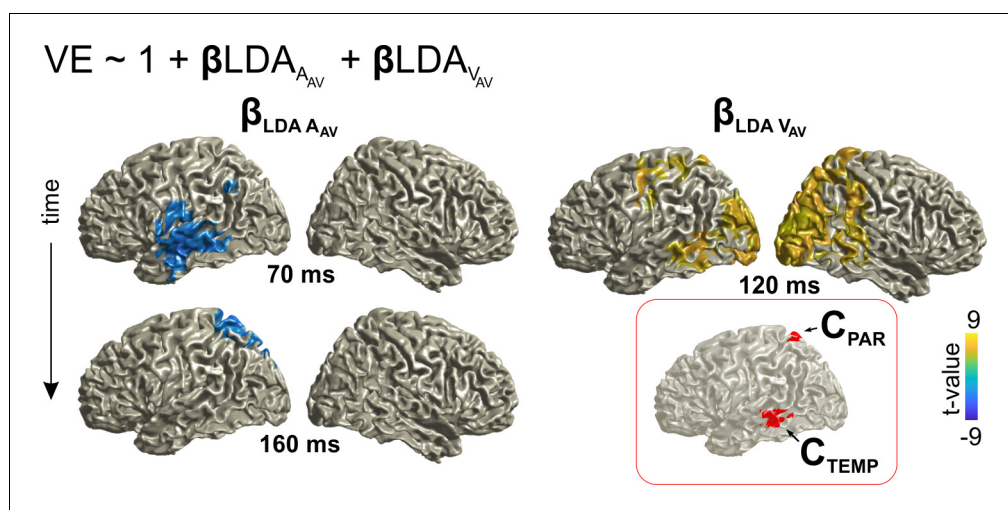 VE ~ 1 + βLDA_A_AV + βLDA_V_AV
β_LDA A_AV
β_LDA V_AV
time
70 ms
120 ms
160 ms
C_PAR
C_TEMP
9
t-value
-9